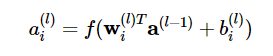 a_i^{(l)} = f(\mathbf{w}_i^{(l)T} \mathbf{a}^{(l-1)} + b_i^{(l)})